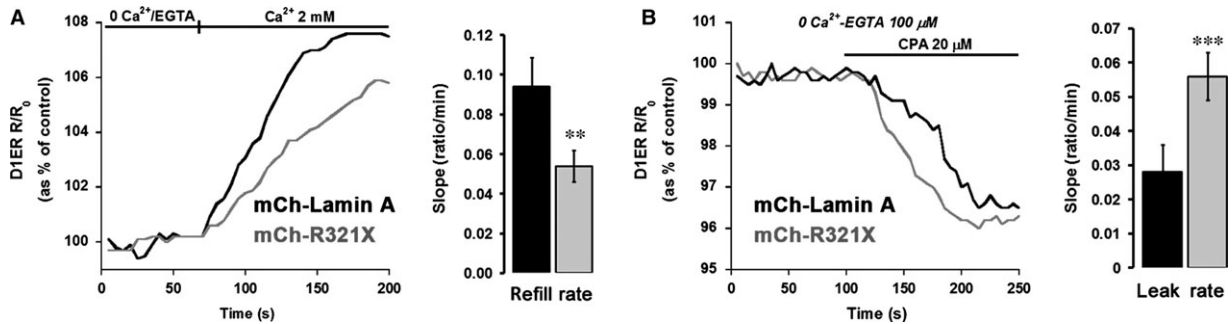 A
0 Ca²⁺/EGTA
Ca²⁺ 2 mM
D1ER R/R₀
(as % of control)
108
106
104
102
100
mCh-Lamin A
mCh-R321X
0
50
100
150
200
Time (s)
Slope (ratio/min)
0.12
0.10
0.08
0.06
0.04
0.02
0.00
**
Refill rate
B
0 Ca²⁺-EGTA 100 µM
CPA 20 µM
D1ER R/R₀
(as % of control)
101
100
99
98
97
96
95
mCh-Lamin A
mCh-R321X
0
50
100
150
200
250
Time (s)
Slope (ratio/min)
0.07
0.06
0.05
0.04
0.03
0.02
0.01
0
***
Leak rate